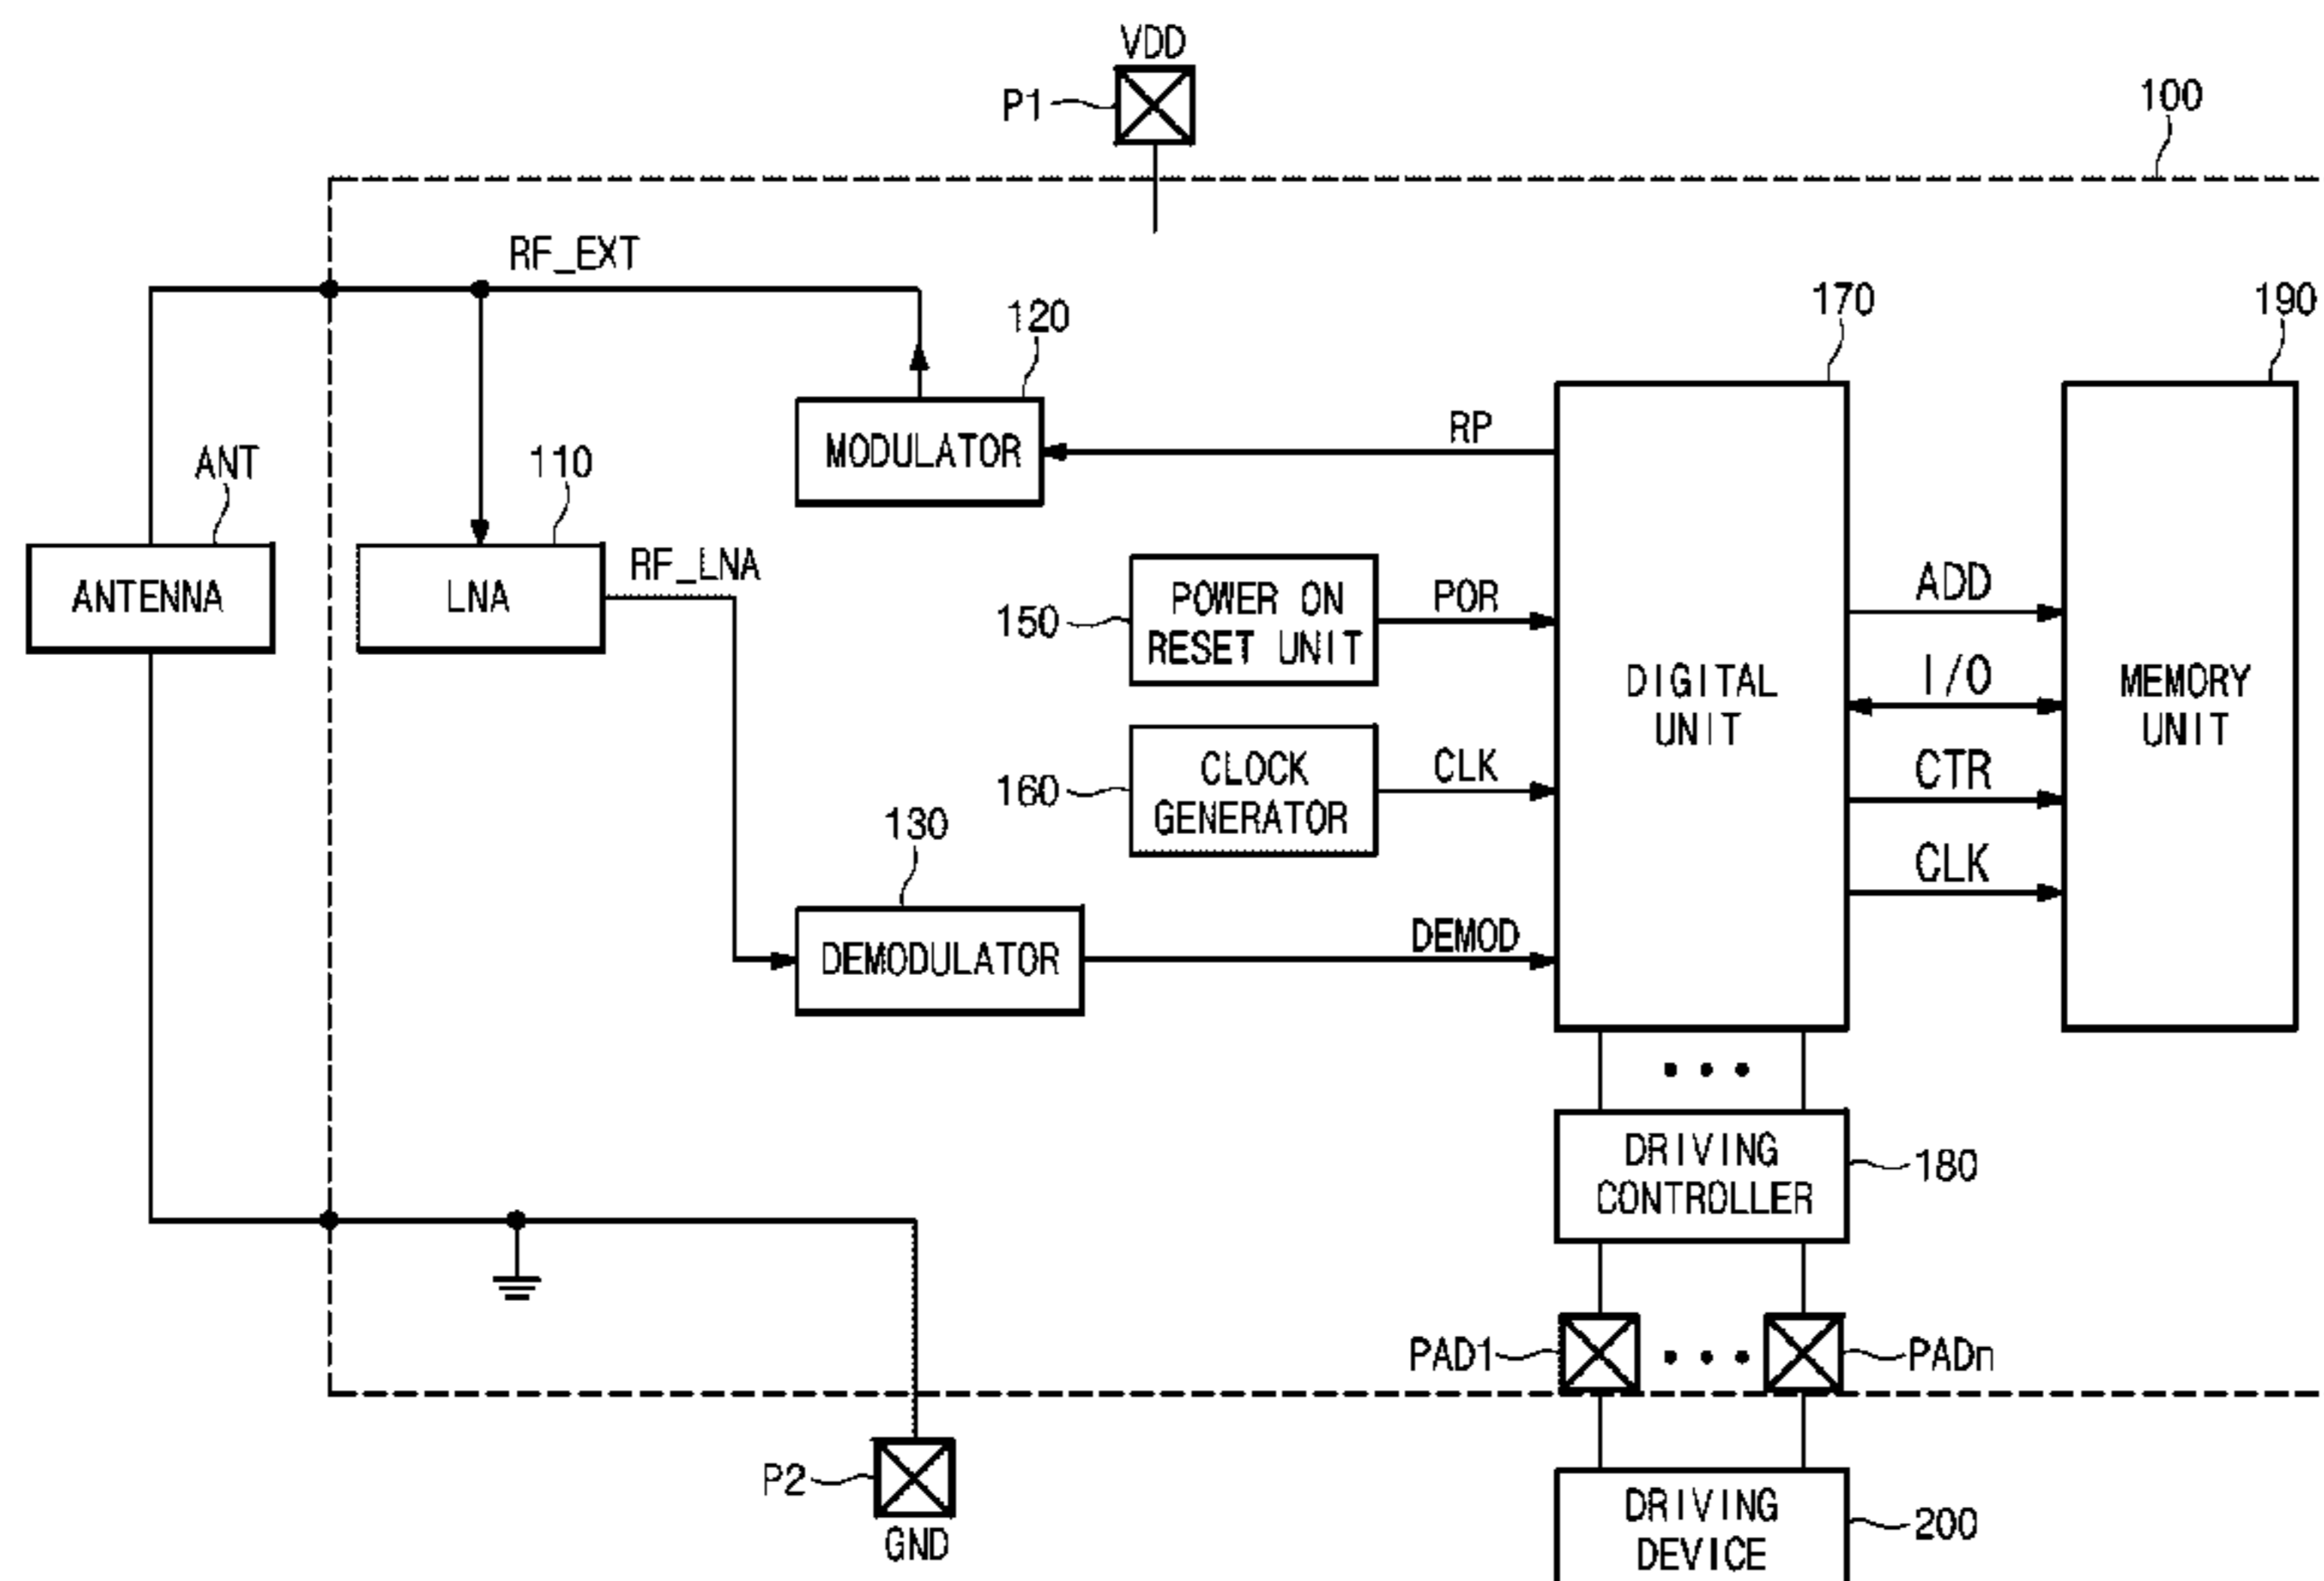 VDD
P1
100
RF_EXT
120
170
190
RP
MODULATOR
ANT
110
ANTENNA
LNA
RF_LNA
POWER ON
RESET UNIT
150
POR
ADD
DIGITAL
UNIT
I/O
MEMORY
UNIT
CLOCK
GENERATOR
160
CLK
CTR
130
CLK
DEMODULATOR
DEMOD
DRIVING
CONTROLLER
180
PAD1
PADn
P2
GND
DRIVING
DEVICE
200